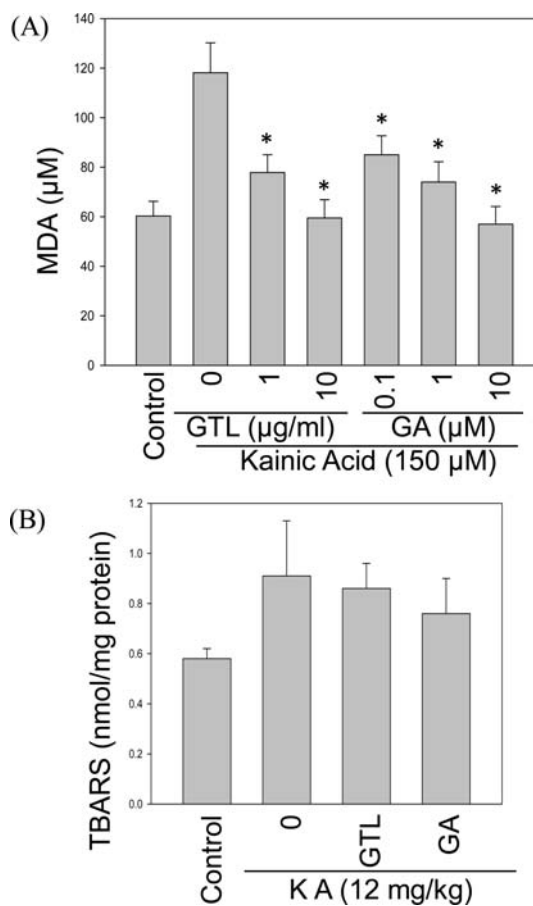 (A)
MDA (µM)
140
120
100
80
60
40
20
0
*
*
*
*
*
Control
0
1
10
0.1
1
10
GTL (µg/ml)
GA (µM)
Kainic Acid (150 µM)
(B)
TBARS (nmol/mg protein)
1.2
1.0
0.8
0.6
0.4
0.2
0.0
Control
0
GTL
GA
K A (12 mg/kg)